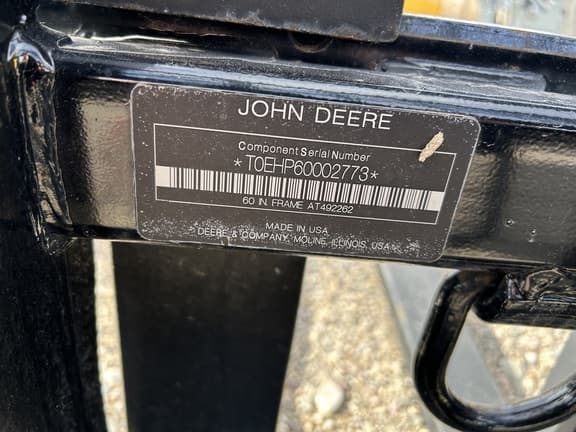 JOHN DEERE
Component Serial Number
*T0EHP60002773*
60 IN. FRAME AT492262
MADE IN USA
DEERE & COMPANY, MOLINE, ILLINOIS, USA